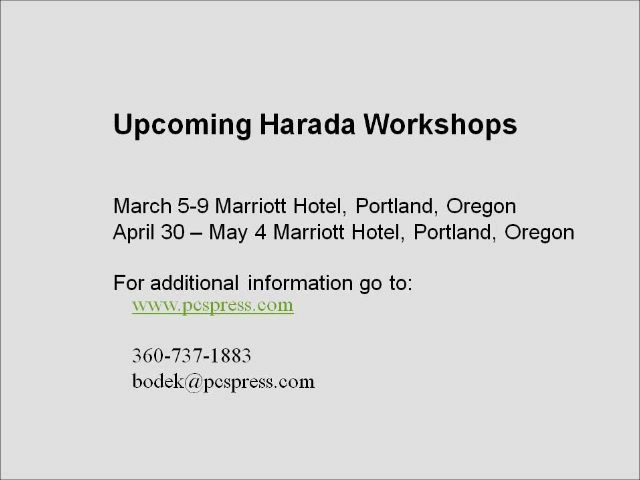 Upcoming Harada Workshops
March 5-9 Marriott Hotel, Portland, Oregon
April 30 – May 4 Marriott Hotel, Portland, Oregon
For additional information go to:
www.pcspress.com
360-737-1883
bodek@pcspress.com